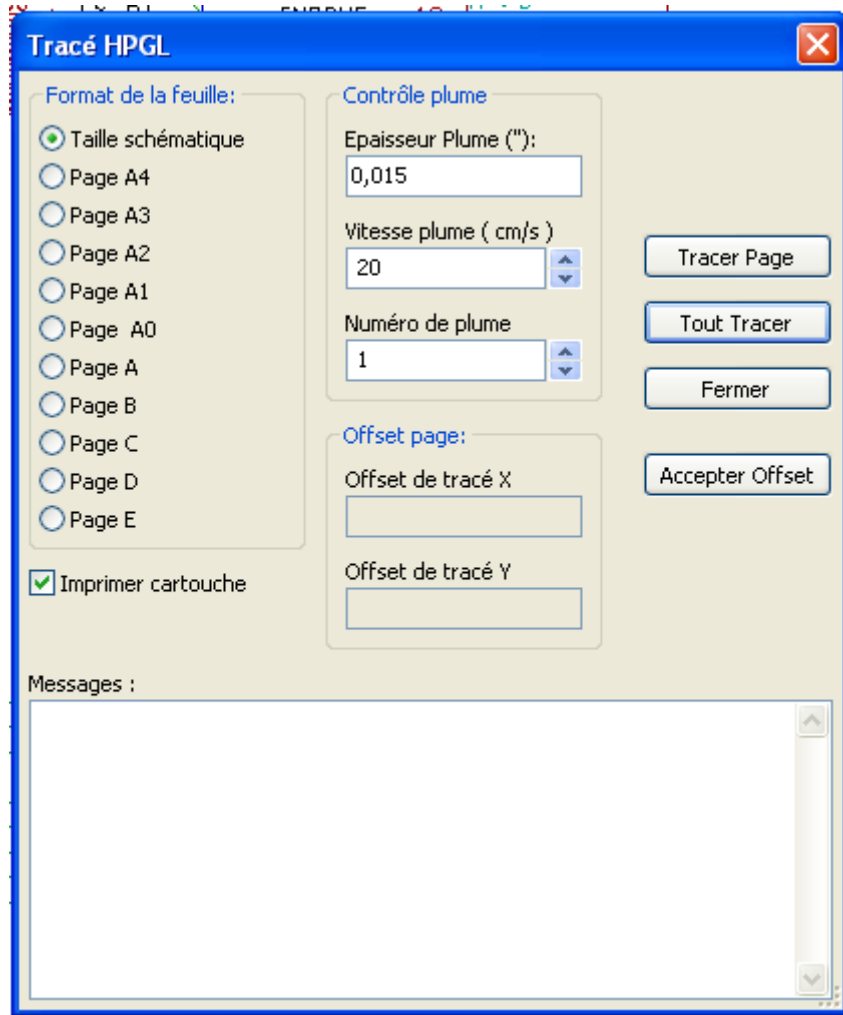 Tracé HPGL
Format de la feuille:
Taille schématique
Page A4
Page A3
Page A2
Page A1
Page A0
Page A
Page B
Page C
Page D
Page E
Imprimer cartouche
Contrôle plume
Epaisseur Plume ("):
0,015
Vitesse plume ( cm/s )
20
Numéro de plume
1
Offset page:
Offset de tracé X
Offset de tracé Y
Tracer Page
Tout Tracer
Fermer
Accepter Offset
Messages :